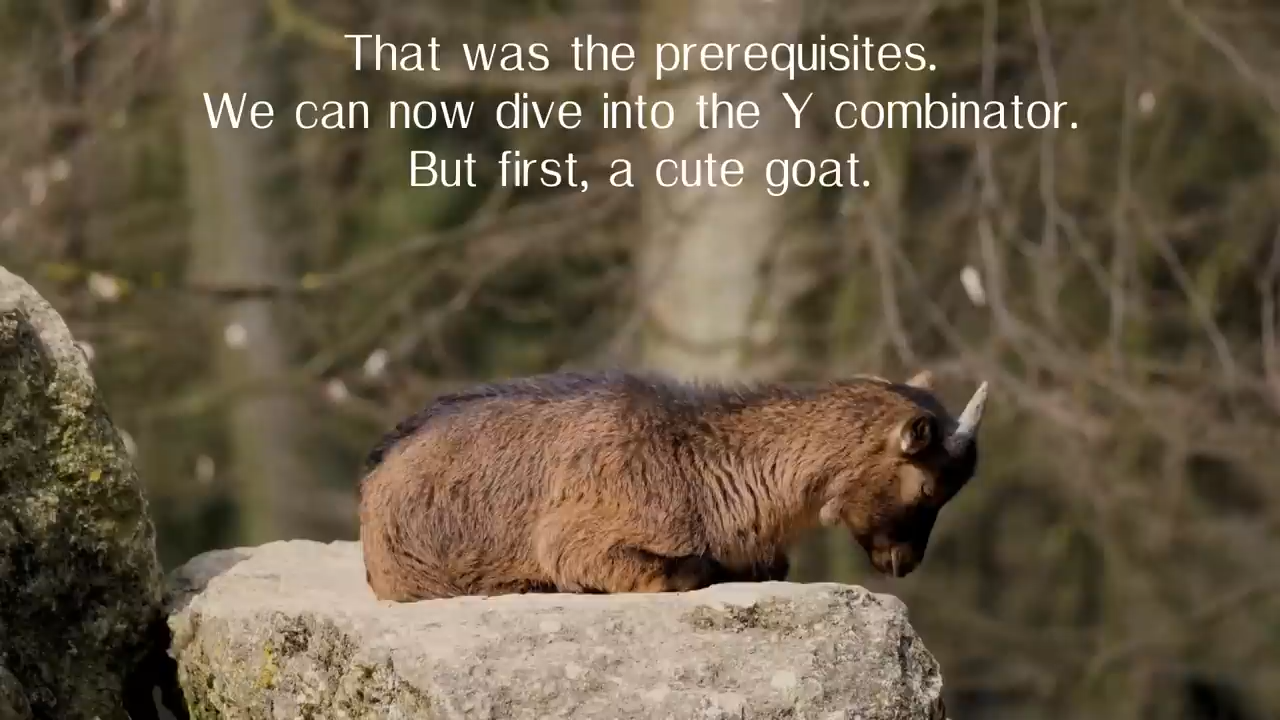 That was the prerequisites.
We can now dive into the Y combinator.
But first, a cute goat.